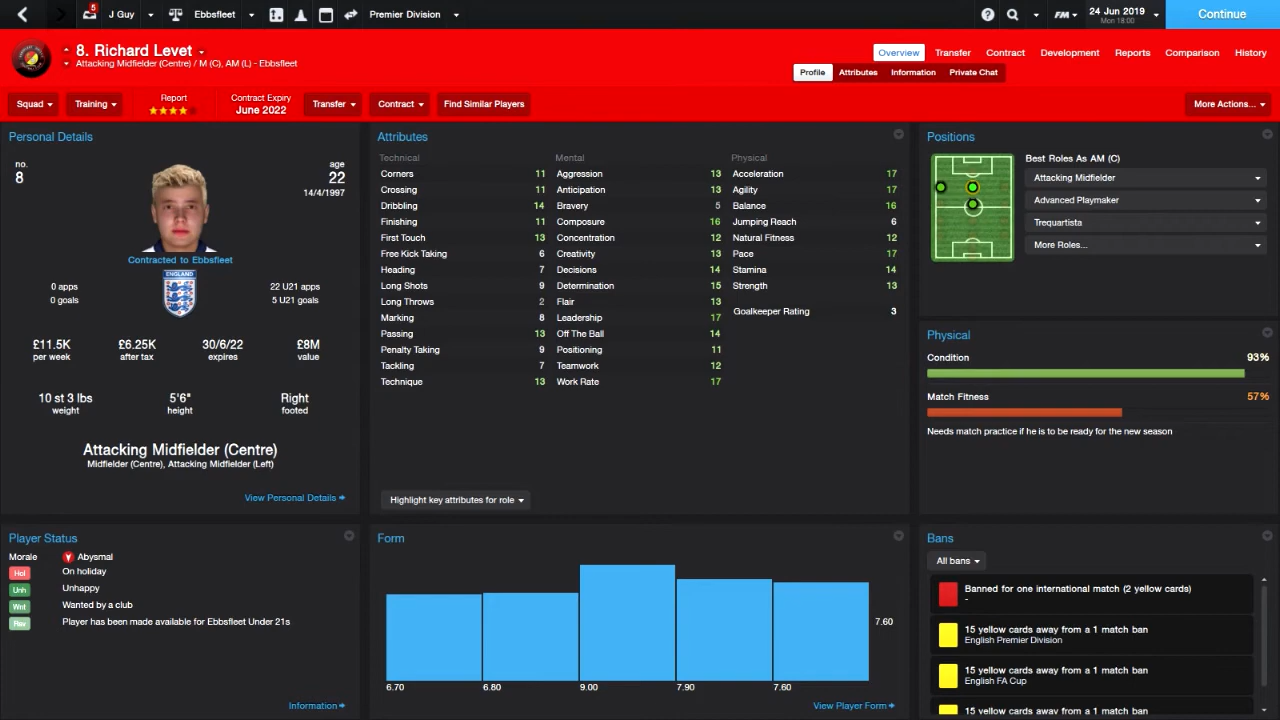 5
J Guy
Ebbsfleet
Premier Division
FM
24 Jun 2019
Mon 18:00
Continue
8. Richard Levet
Attacking Midfielder (Centre) / M (C), AM (L) - Ebbsfleet
Overview Transfer Contract Development Reports Comparison History
Profile Attributes Information Private Chat
Squad Training
Report
Contract Expiry
June 2022
Transfer Contract Find Similar Players
More Actions...
Personal Details
no.
8
age
22
14/4/1997
Contracted to Ebbsfleet
ENGLAND
0 apps
0 goals
22 U21 apps
5 U21 goals
£11.5K
per week
£6.25K
after tax
30/6/22
expires
£8M
value
10 st 3 lbs
weight
5'6"
height
Right
footed
Attacking Midfielder (Centre)
Midfielder (Centre), Attacking Midfielder (Left)
View Personal Details
Attributes
Technical
Corners 11
Crossing 11
Dribbling 14
Finishing 11
First Touch 13
Free Kick Taking 6
Heading 7
Long Shots 9
Long Throws 2
Marking 8
Passing 13
Penalty Taking 9
Tackling 7
Technique 13
Mental
Aggression 13
Anticipation 13
Bravery 5
Composure 16
Concentration 12
Creativity 13
Decisions 14
Determination 15
Flair 13
Leadership 17
Off The Ball 14
Positioning 11
Teamwork 12
Work Rate 17
Physical
Acceleration 17
Agility 17
Balance 16
Jumping Reach 6
Natural Fitness 12
Pace 17
Stamina 14
Strength 13
Goalkeeper Rating 3
Highlight key attributes for role
Positions
Best Roles As AM (C)
Attacking Midfielder
Advanced Playmaker
Trequartista
More Roles...
Physical
Condition 93%
Match Fitness 57%
Needs match practice if he is to be ready for the new season
Player Status
Morale Abysmal
Hol On holiday
Unh Unhappy
Wnt Wanted by a club
Rsv Player has been made available for Ebbsfleet Under 21s
Information
Form
7.60
6.70 6.80 9.00 7.90 7.60
View Player Form
Bans
All bans
Banned for one international match (2 yellow cards)
-
15 yellow cards away from a 1 match ban
English Premier Division
15 yellow cards away from a 1 match ban
English FA Cup
15 yellow cards away from a 1 match ban